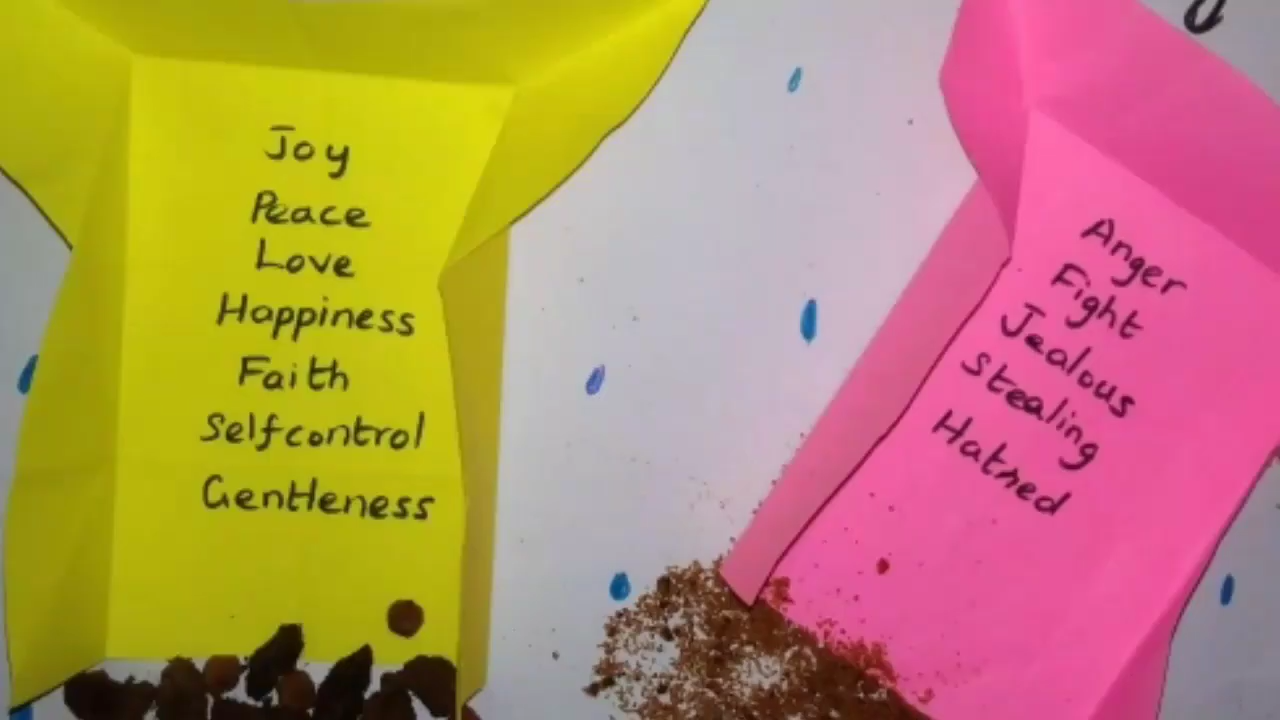 Joy
Peace
Love
Happiness
Faith
Selfcontrol
Gentleness
Anger
Fight
Jealous
Stealing
Hatred